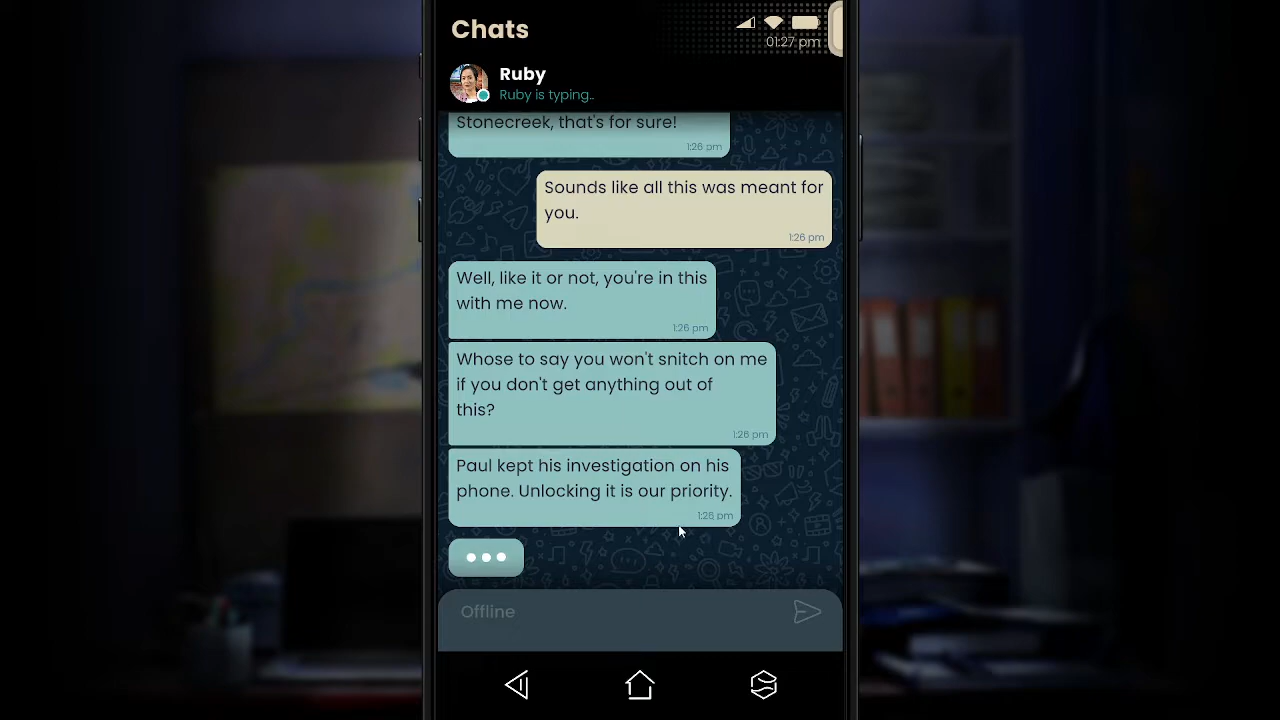 Chats
01:27 pm
Ruby
Ruby is typing..
Stonecreek, that's for sure!
1:26 pm
Sounds like all this was meant for
you.
1:26 pm
Well, like it or not, you're in this
with me now.
1:26 pm
Whose to say you won't snitch on me
if you don't get anything out of
this?
1:26 pm
Paul kept his investigation on his
phone. Unlocking it is our priority.
1:26 pm
Offline